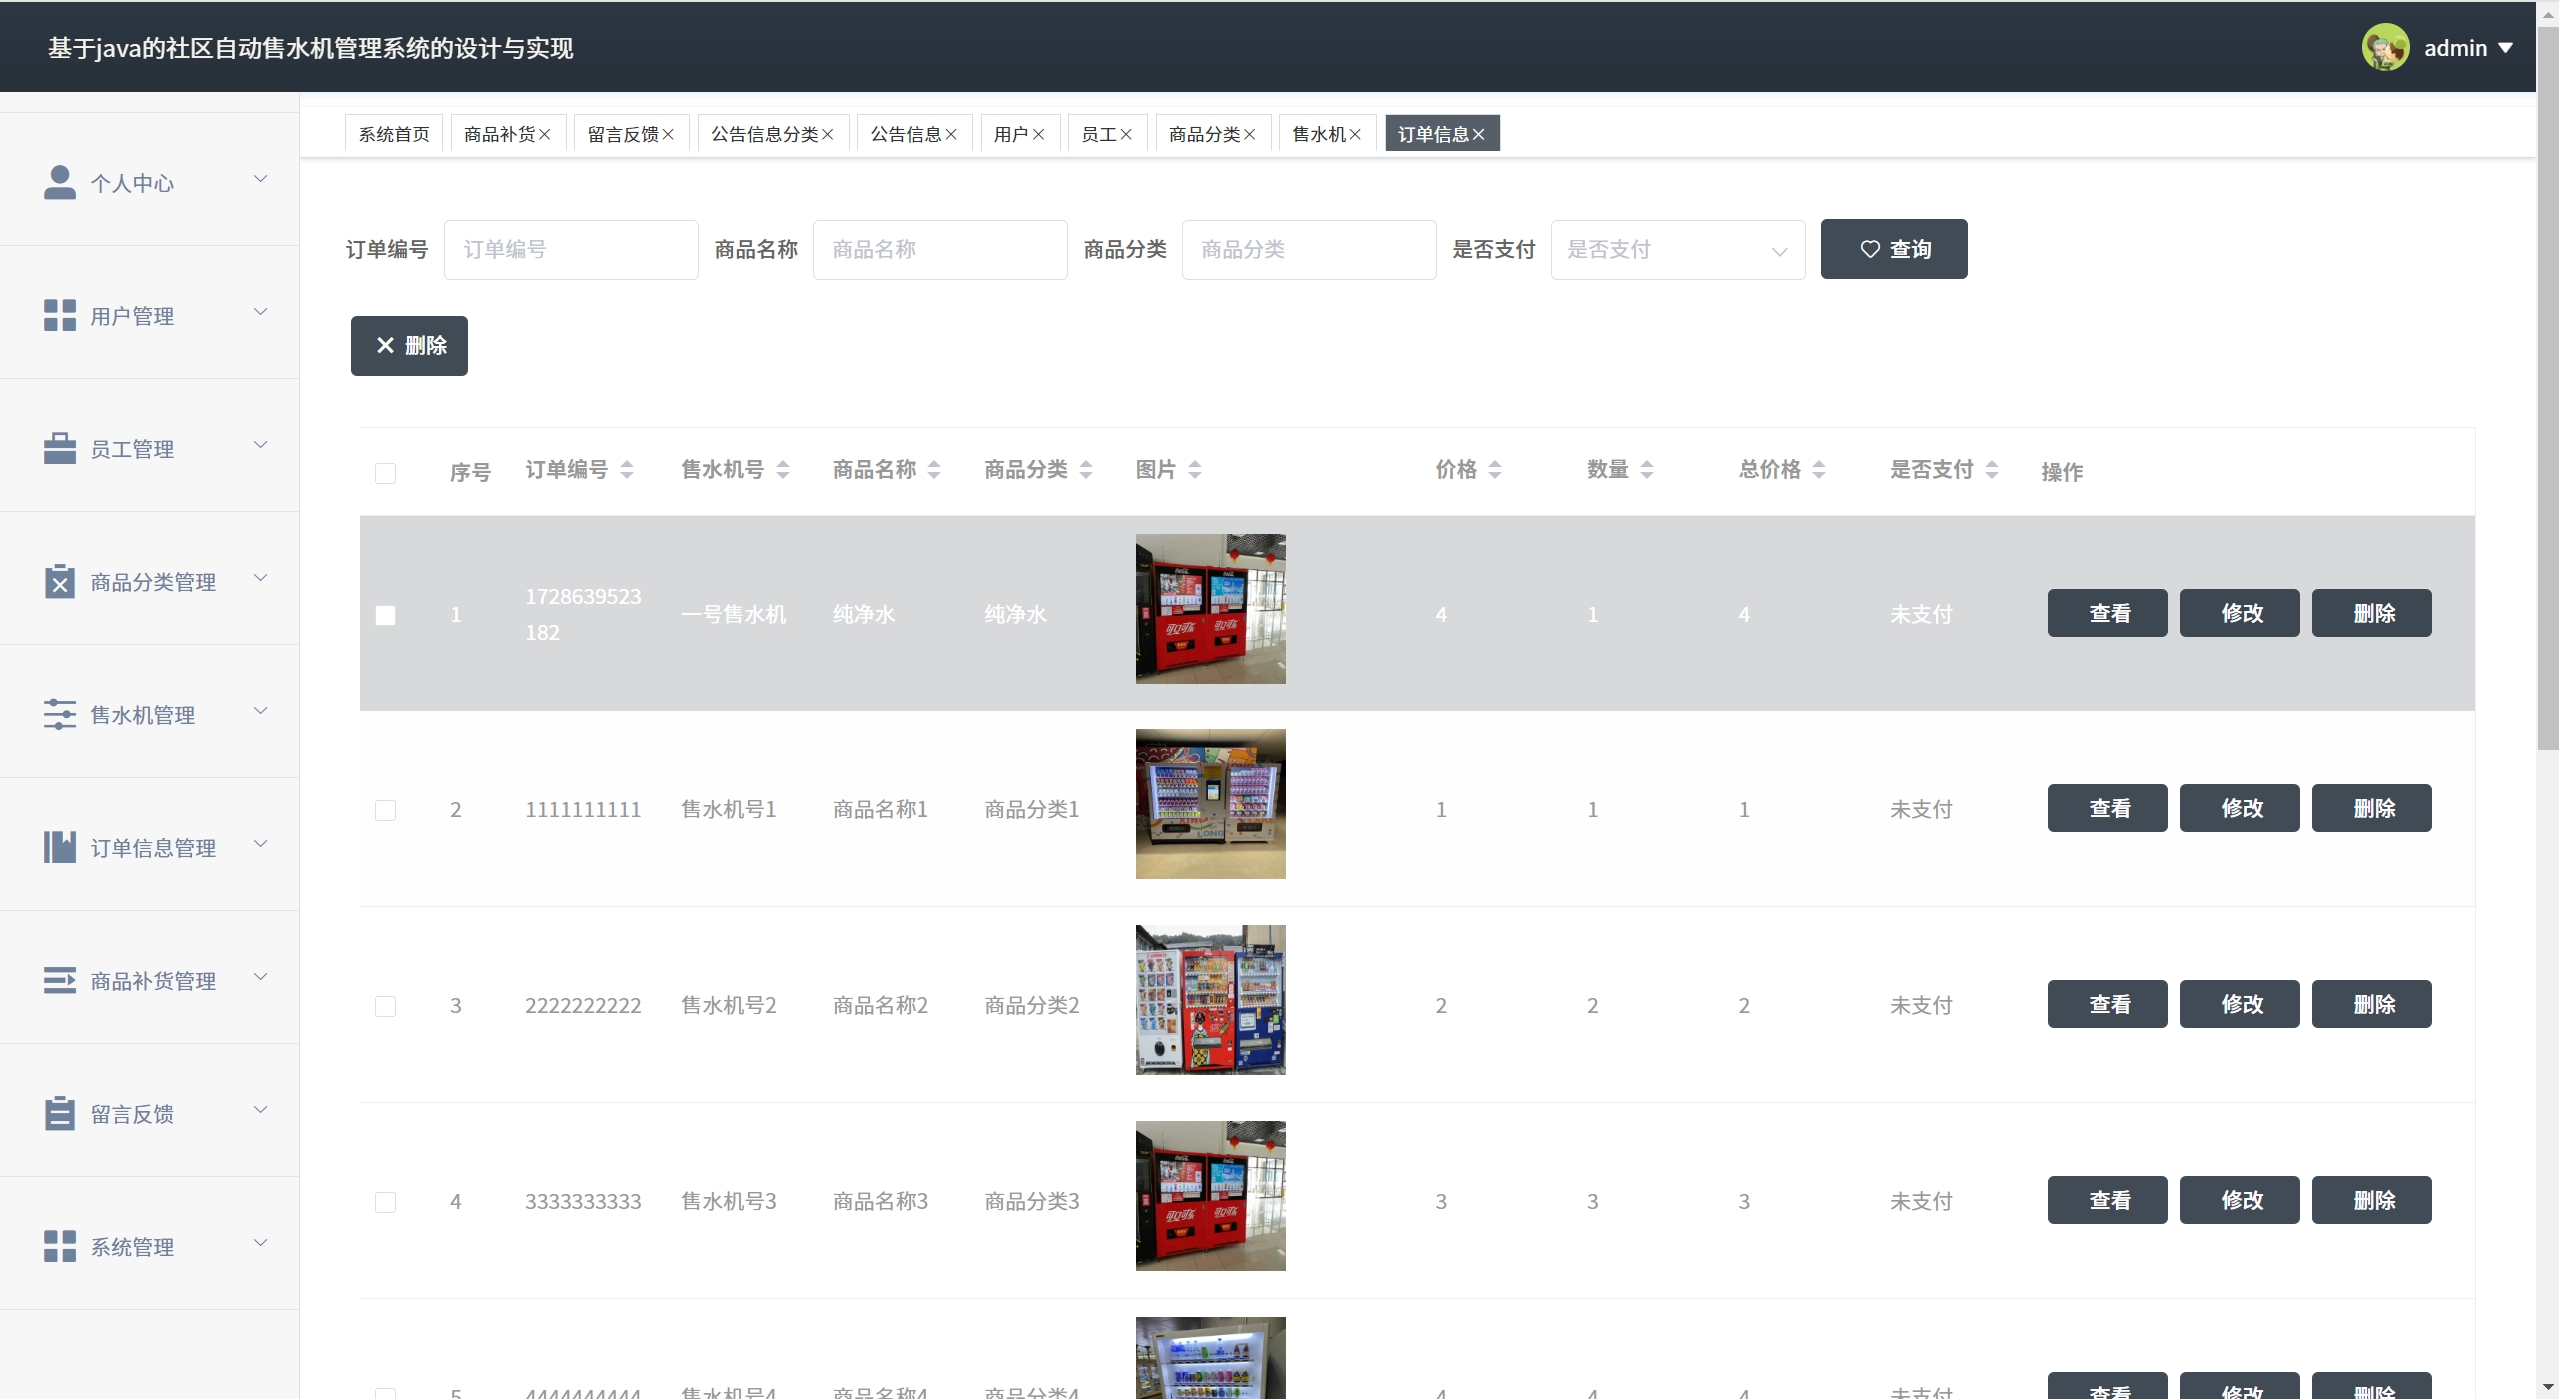 基于java的社区自动售水机管理系统的设计与实现
admin
系统首页 商品补货 留言反馈 公告信息分类 公告信息 用户 员工 商品分类 售水机 订单信息
个人中心
用户管理
员工管理
商品分类管理
售水机管理
订单信息管理
商品补货管理
留言反馈
系统管理
订单编号 订单编号 商品名称 商品名称 商品分类 商品分类 是否支付 是否支付 查询
删除
序号 订单编号 售水机号 商品名称 商品分类 图片 价格 数量 总价格 是否支付 操作
1 1728639523182 一号售水机 纯净水 纯净水 4 1 4 未支付 查看 修改 删除
2 1111111111 售水机号1 商品名称1 商品分类1 1 1 1 未支付 查看 修改 删除
3 2222222222 售水机号2 商品名称2 商品分类2 2 2 2 未支付 查看 修改 删除
4 3333333333 售水机号3 商品名称3 商品分类3 3 3 3 未支付 查看 修改 删除
5 4444444444 售水机号4 商品名称4 商品分类4 4 4 4 未支付 查看 修改 删除